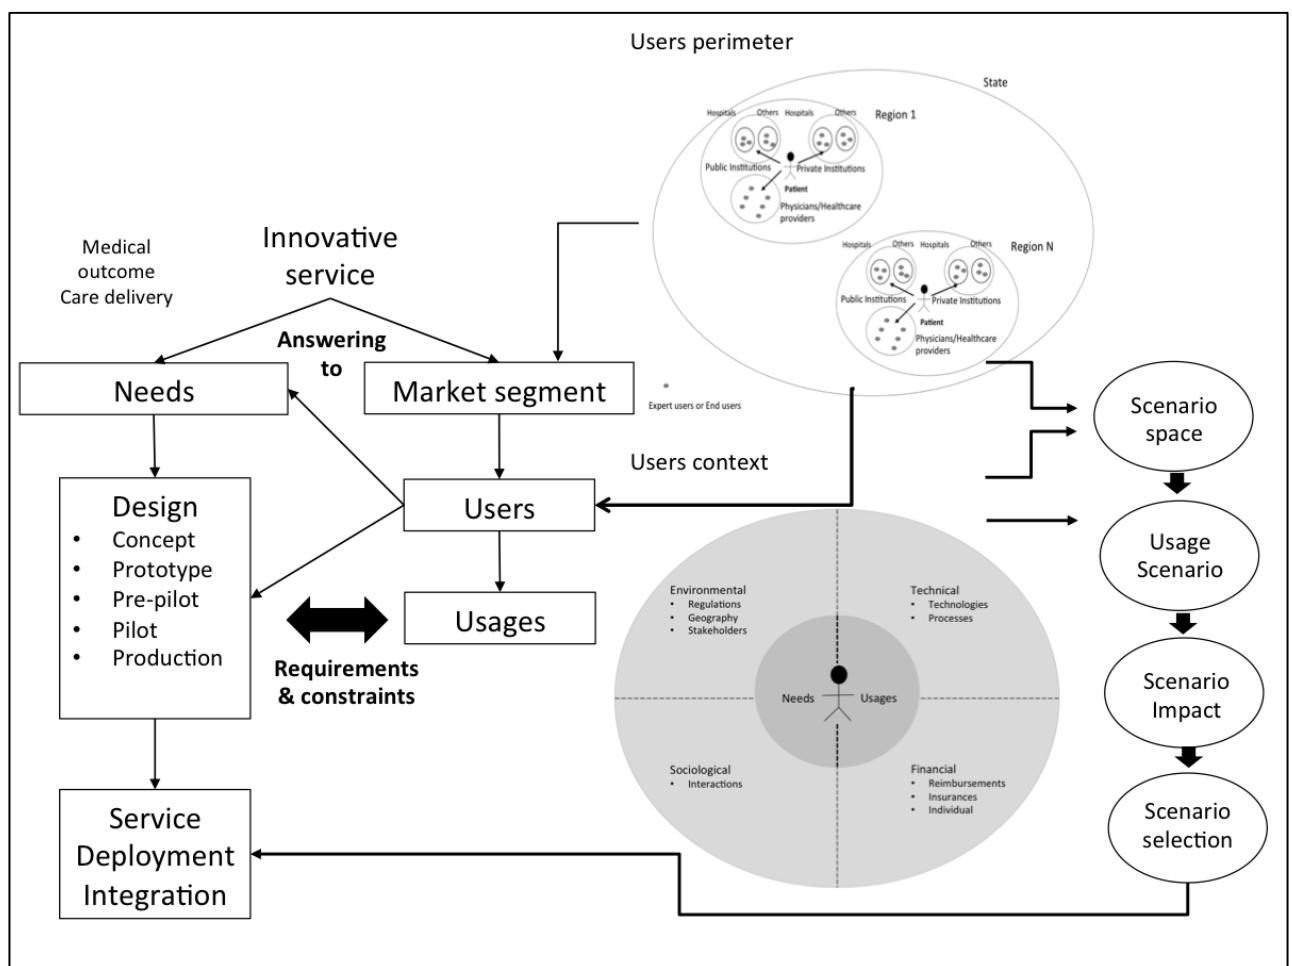 Users perimeter
State
Region 1
Hospitals
Others
Hospitals
Others
Public Institutions
Private Institutions
Patient
Physicians/Healthcare
providers
Region N
Hospitals
Others
Hospitals
Others
Public Institutions
Private Institutions
Patient
Physicians/Healthcare
providers
Expert users or End users
Medical
outcome
Care delivery
Innovative
service
Answering
to
Needs
Market segment
Design
• Concept
• Prototype
• Pre-pilot
• Pilot
• Production
Users
Usages
Requirements
& constraints
Service
Deployment
Integration
Users context
Environmental
• Regulations
• Geography
• Stakeholders
Technical
• Technologies
• Processes
Needs
Usages
Sociological
• Interactions
Financial
• Reimbursements
• Insurances
• Individual
Scenario
space
Usage
Scenario
Scenario
Impact
Scenario
selection